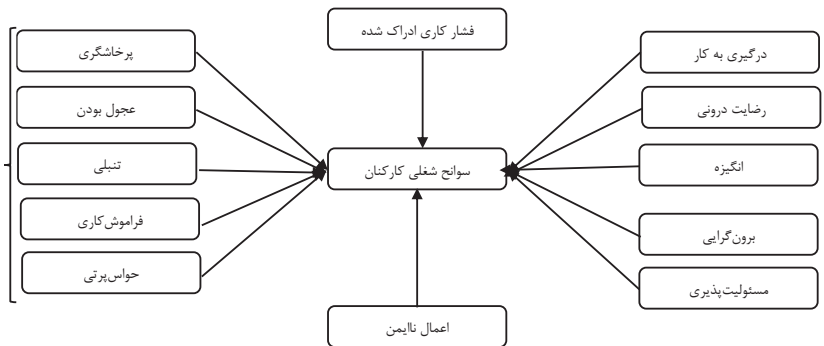 فشار کاری ادراک شده
درگیری به کار
پرخاشگری
رضایت درونی
عجول بودن
انگیزه
سوانح شغلی کارکنان
تنبلی
برون‌گرایی
فراموش‌کاری
مسئولیت‌پذیری
حواس‌پرتی
اعمال ناایمن